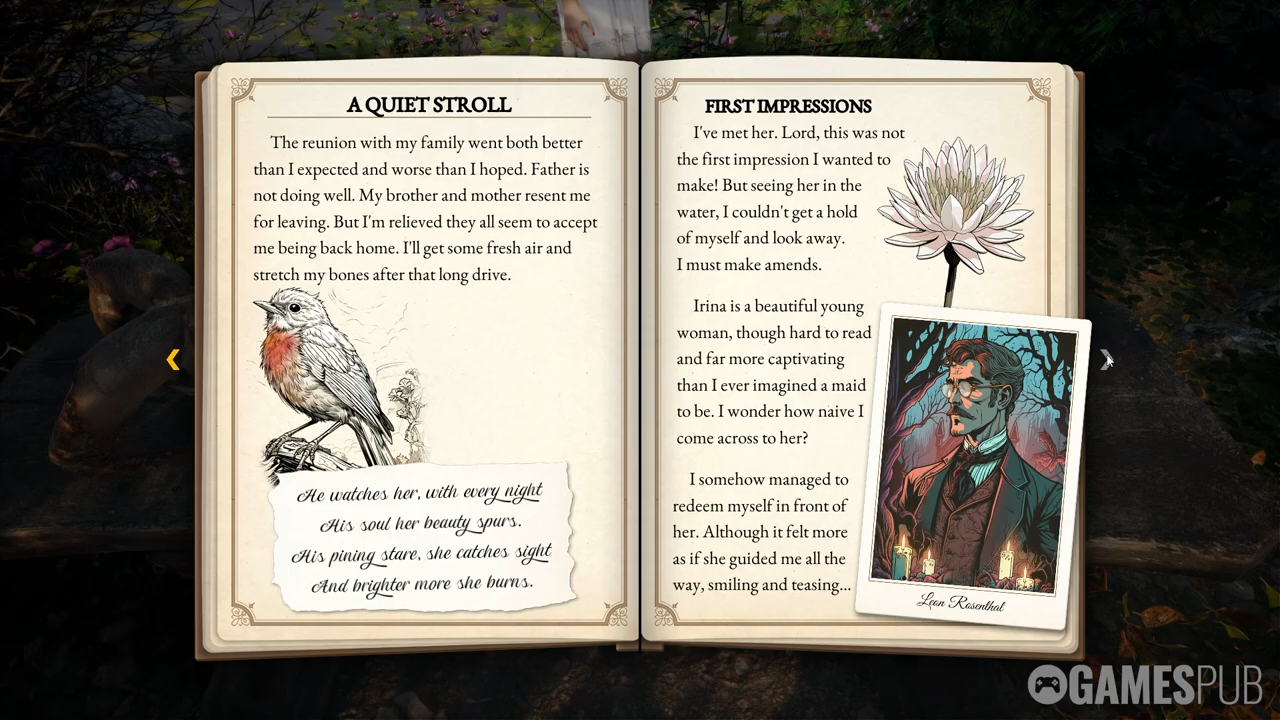 A QUIET STROLL
The reunion with my family went both better
than I expected and worse than I hoped. Father is
not doing well. My brother and mother resent me
for leaving. But I'm relieved they all seem to accept
me being back home. I'll get some fresh air and
stretch my bones after that long drive.
He watches her, with every night
His soul her beauty spurs.
His pining stare, she catches sight
And brighter more she burns.
FIRST IMPRESSIONS
I've met her. Lord, this was not
the first impression I wanted to
make! But seeing her in the
water, I couldn't get a hold
of myself and look away.
I must make amends.
Irina is a beautiful young
woman, though hard to read
and far more captivating
than I ever imagined a maid
to be. I wonder how naive I
come across to her?
I somehow managed to
redeem myself in front of
her. Although it felt more
as if she guided me all the
way, smiling and teasing...
Leon Rosenthal
GAMESPUB